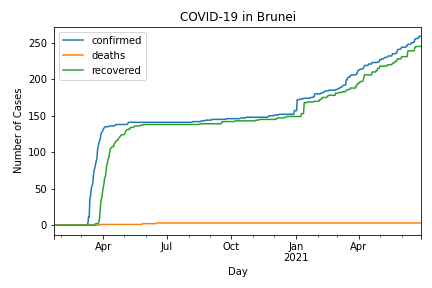 COVID-19 in Brunei
confirmed
deaths
recovered
Number of Cases
250
200
150
100
50
0
Apr
Jul
Oct
Jan
2021
Apr
Day